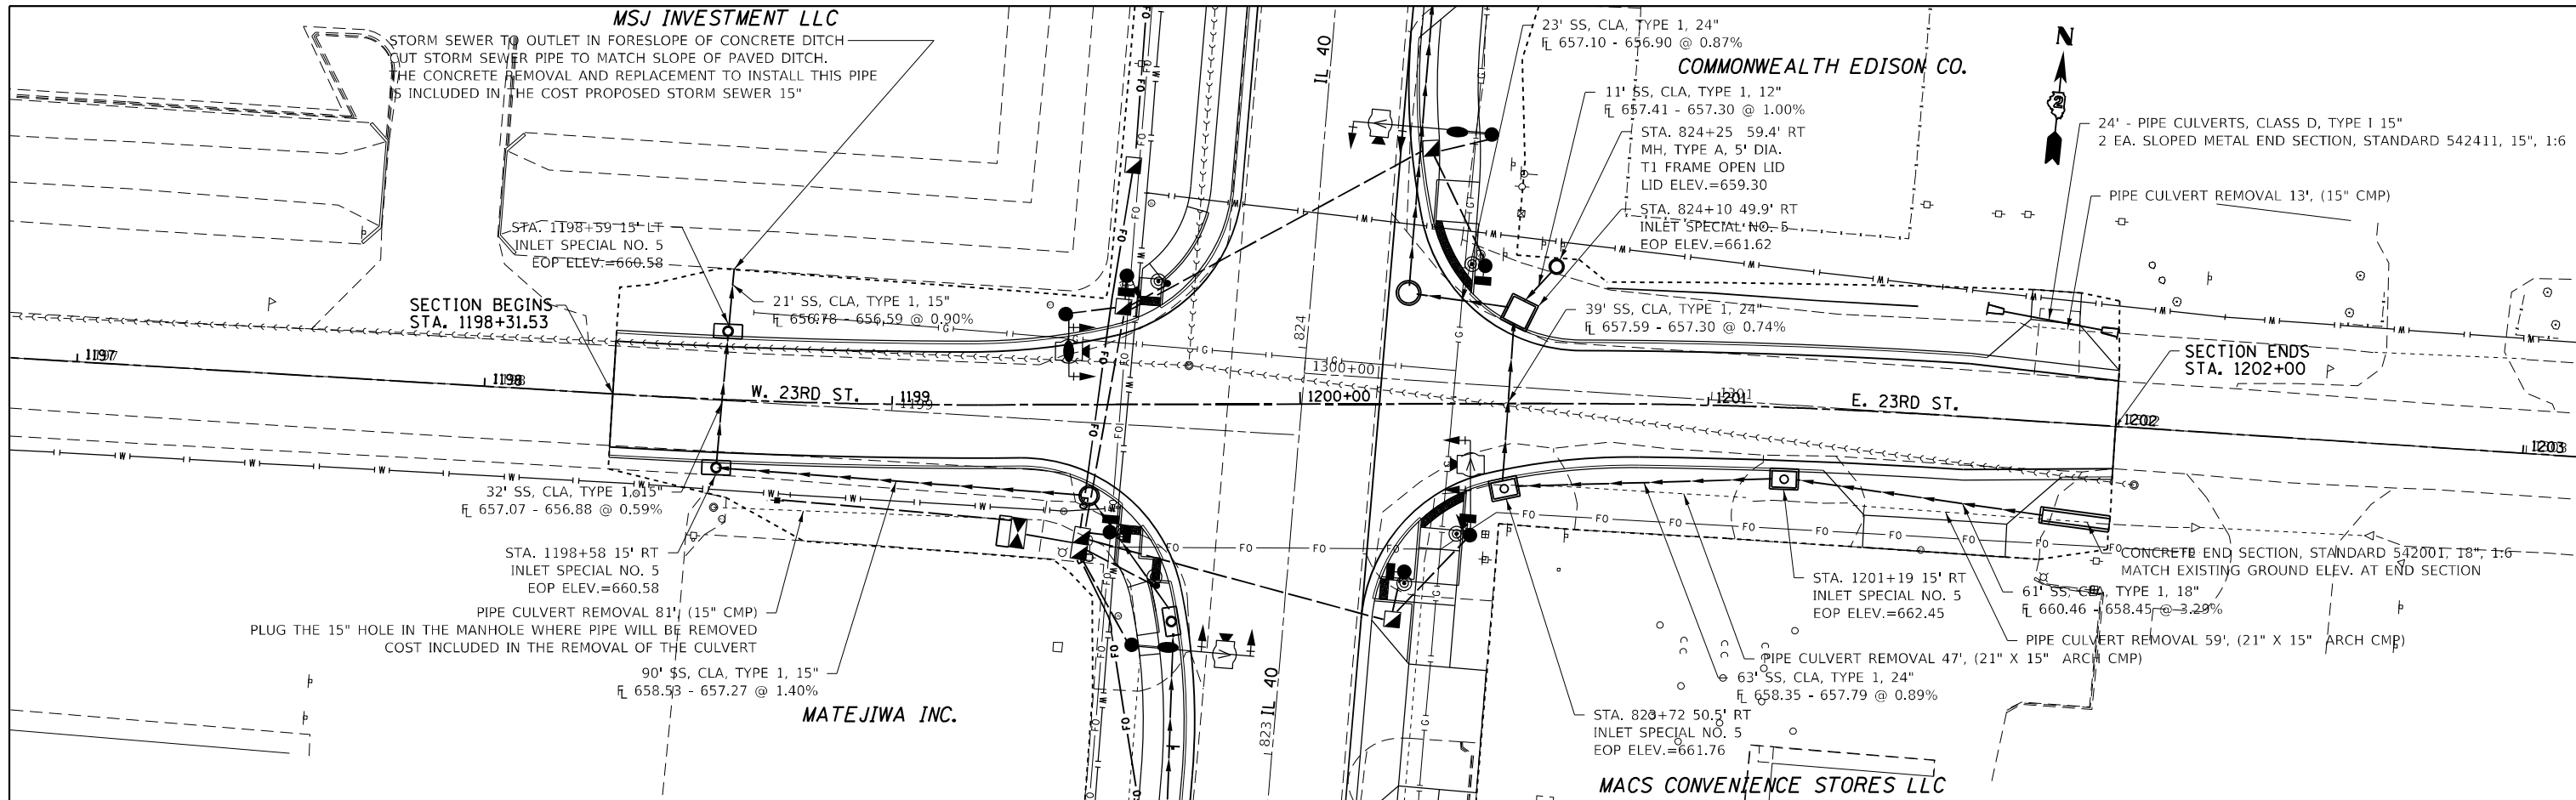 MSJ INVESTMENT LLC
STORM SEWER TO OUTLET IN FORESLOPE OF CONCRETE DITCH
CUT STORM SEWER PIPE TO MATCH SLOPE OF PAVED DITCH.
THE CONCRETE REMOVAL AND REPLACEMENT TO INSTALL THIS PIPE
IS INCLUDED IN THE COST PROPOSED STORM SEWER 15"
IL 40
23' SS, CLA, TYPE 1, 24"
FL 657.10 - 656.90 @ 0.87%
COMMONWEALTH EDISON CO.
N
2
11' SS, CLA, TYPE 1, 12"
FL 657.41 - 657.30 @ 1.00%
STA. 824+25 59.4' RT
MH, TYPE A, 5' DIA.
T1 FRAME OPEN LID
LID ELEV.=659.30
STA. 824+10 49.9' RT
INLET SPECIAL NO. 5
EOP ELEV.=661.62
24' - PIPE CULVERTS, CLASS D, TYPE I 15"
2 EA. SLOPED METAL END SECTION, STANDARD 542411, 15", 1:6
PIPE CULVERT REMOVAL 13', (15" CMP)
STA. 1198+59 15' LT
INLET SPECIAL NO. 5
EOP ELEV.=660.58
SECTION BEGINS
STA. 1198+31.53
21' SS, CLA, TYPE 1, 15"
FL 656.78 - 656.59 @ 0.90%
39' SS, CLA, TYPE 1, 24"
FL 657.59 - 657.30 @ 0.74%
824
1300+00
SECTION ENDS
STA. 1202+00
1197
1198
W. 23RD ST.
1199
1199
1200+00
1201
1201
E. 23RD ST.
1202
1203
32' SS, CLA, TYPE 1, 15"
FL 657.07 - 656.88 @ 0.59%
STA. 1198+58 15' RT
INLET SPECIAL NO. 5
EOP ELEV.=660.58
PIPE CULVERT REMOVAL 81', (15" CMP)
PLUG THE 15" HOLE IN THE MANHOLE WHERE PIPE WILL BE REMOVED
COST INCLUDED IN THE REMOVAL OF THE CULVERT
90' SS, CLA, TYPE 1, 15"
FL 658.53 - 657.27 @ 1.40%
MATEJIWA INC.
823
IL 40
CONCRETE END SECTION, STANDARD 542001, 18", 1:6
MATCH EXISTING GROUND ELEV. AT END SECTION
STA. 1201+19 15' RT
INLET SPECIAL NO. 5
EOP ELEV.=662.45
61' SS, CLA, TYPE 1, 18"
FL 660.46 - 658.45 @ 3.29%
PIPE CULVERT REMOVAL 59', (21" X 15" ARCH CMP)
PIPE CULVERT REMOVAL 47', (21" X 15" ARCH CMP)
63' SS, CLA, TYPE 1, 24"
FL 658.35 - 657.79 @ 0.89%
STA. 823+72 50.5' RT
INLET SPECIAL NO. 5
EOP ELEV.=661.76
MACS CONVENIENCE STORES LLC